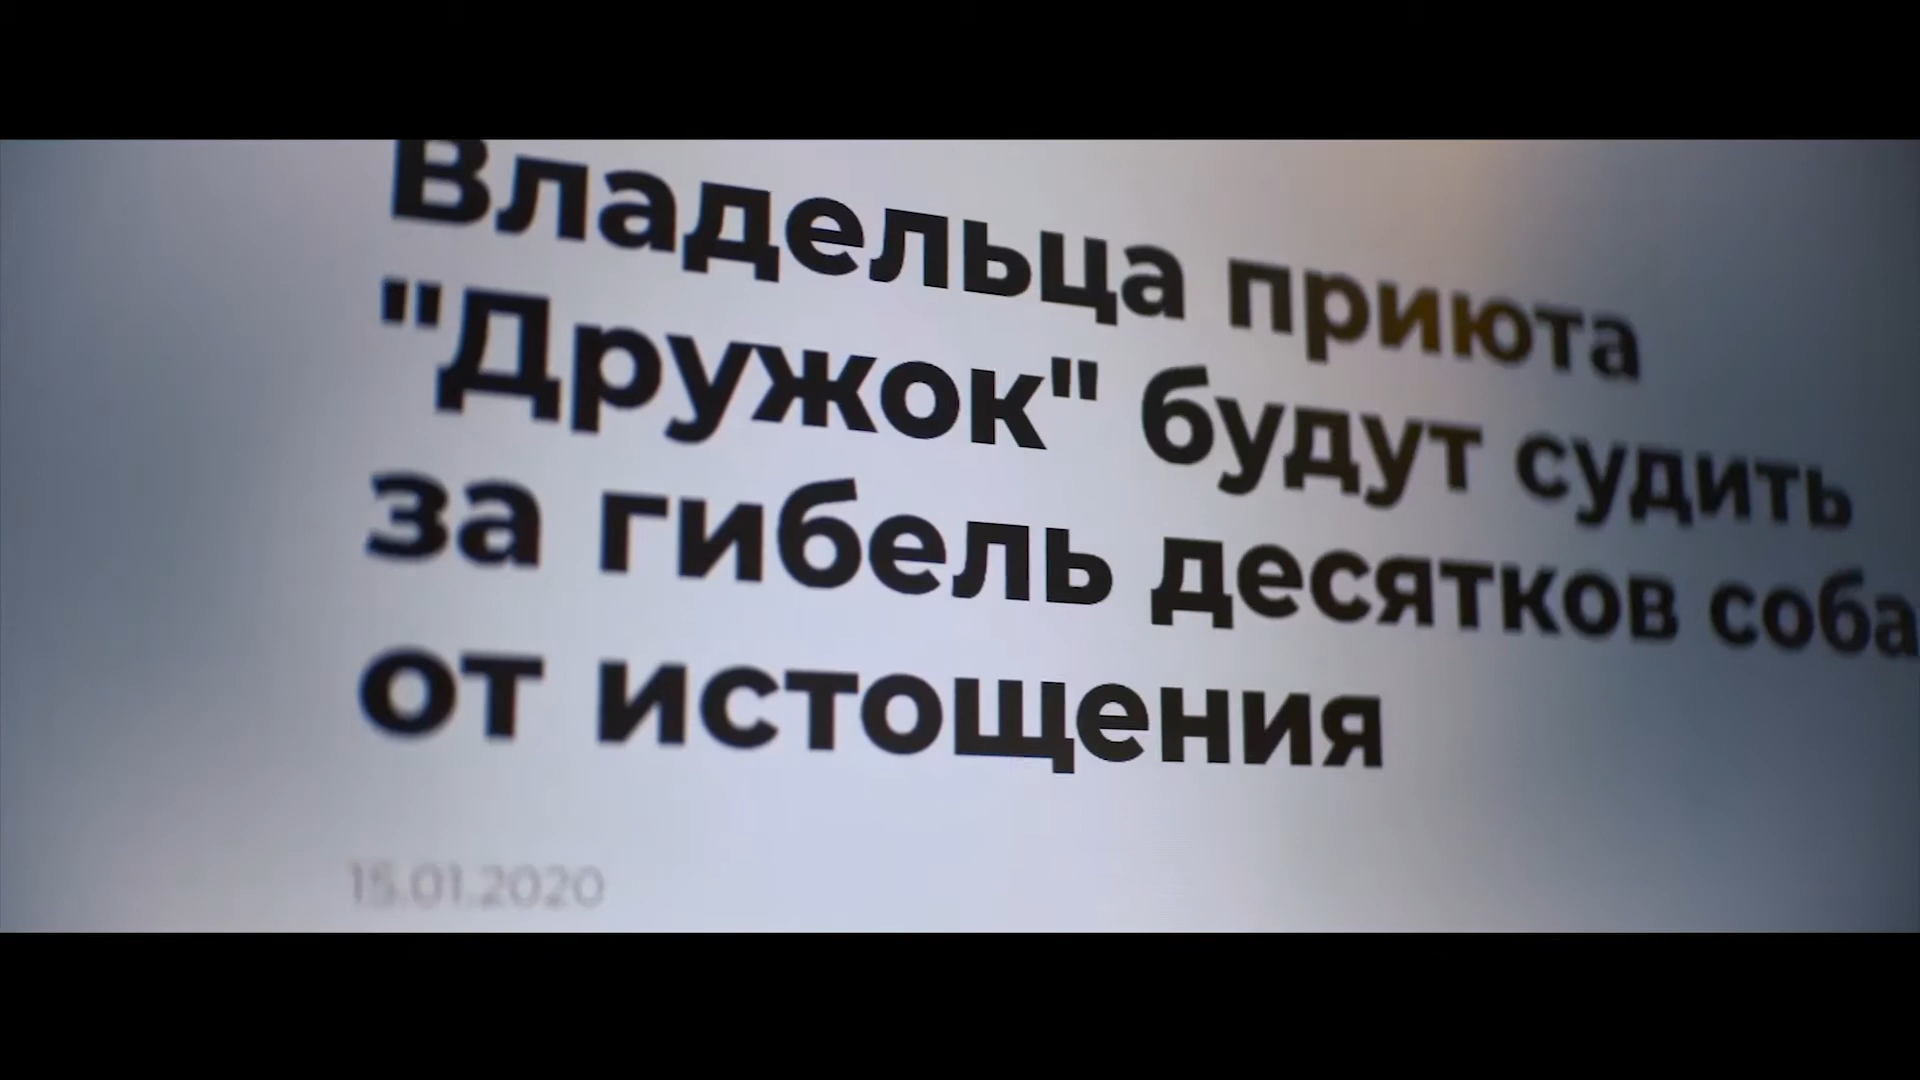 Владельца приюта
"Дружок" будут судить
за гибель десятков соба
от истощения
15.01.2020